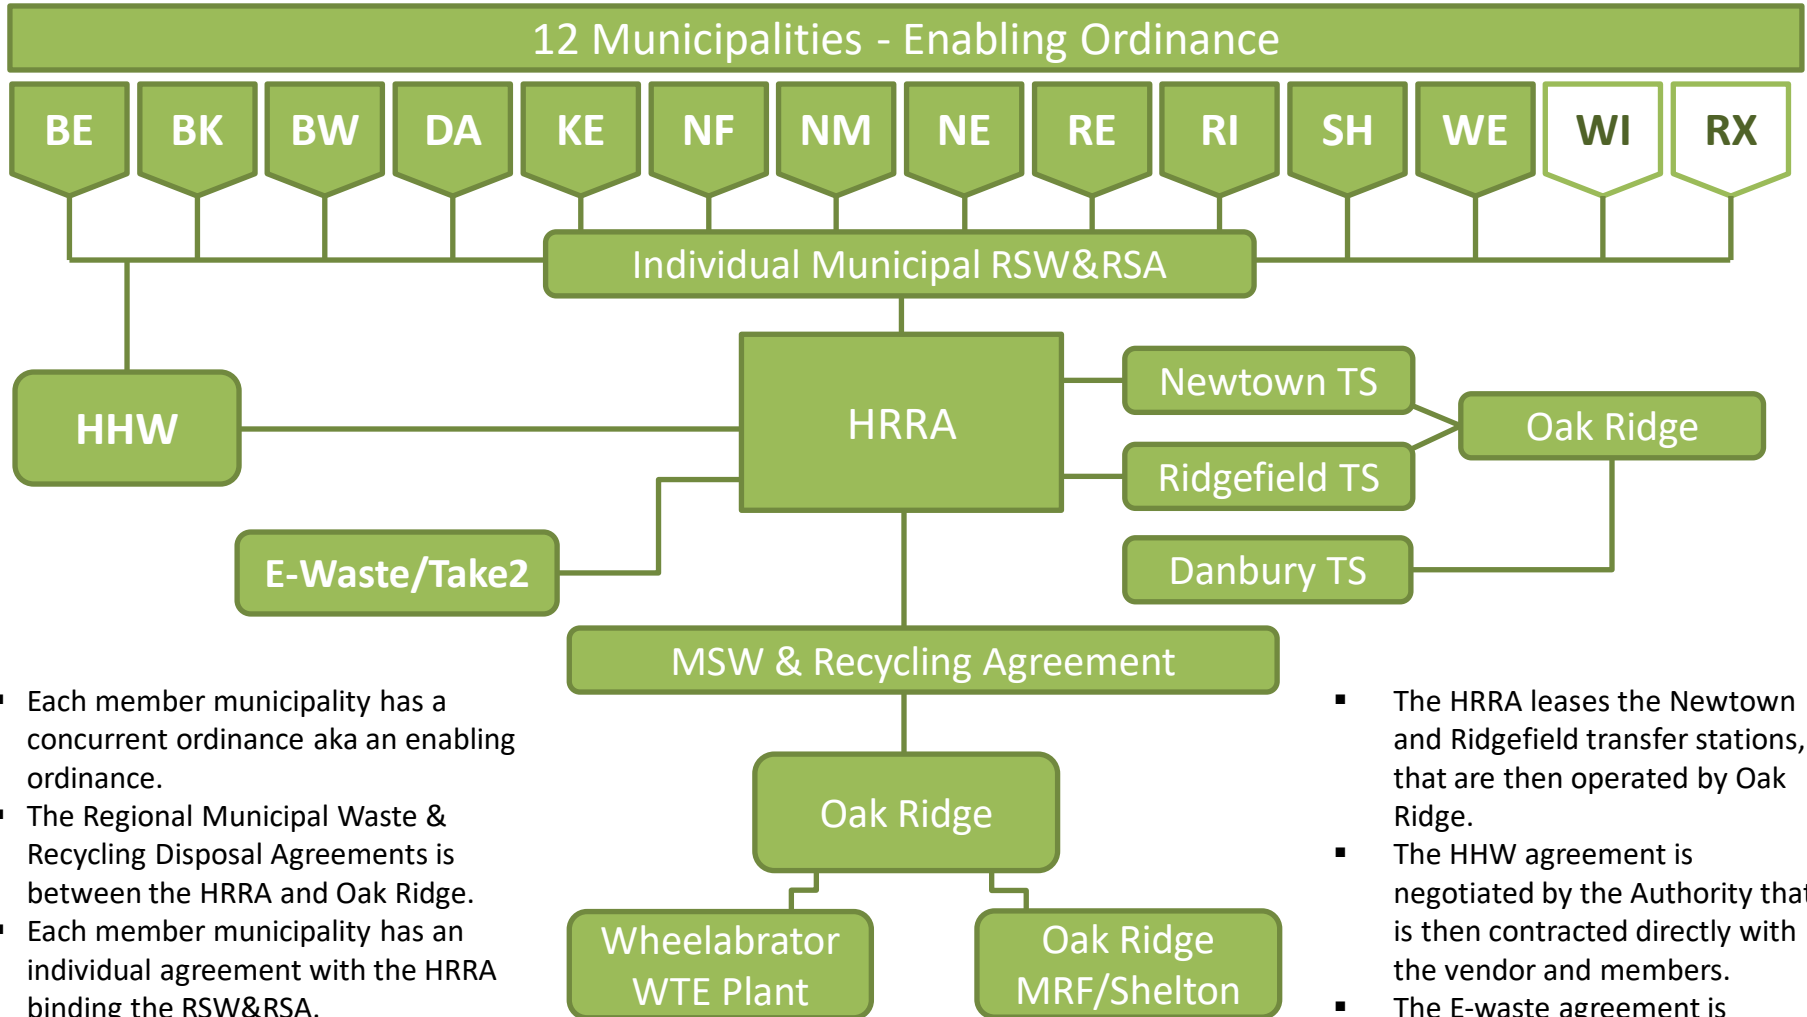 12 Municipalities - Enabling Ordinance
BE BK BW DA KE NF NM NE RE RI SH WE WI RX
Individual Municipal RSW&RSA
HHW
HRRA
Newtown TS
Ridgefield TS
Oak Ridge
E-Waste/Take2
Danbury TS
MSW & Recycling Agreement
Oak Ridge
Wheelabrator
WTE Plant
Oak Ridge
MRF/Shelton
▪ Each member municipality has a
concurrent ordinance aka an enabling
ordinance.
▪ The Regional Municipal Waste &
Recycling Disposal Agreements is
between the HRRA and Oak Ridge.
▪ Each member municipality has an
individual agreement with the HRRA
binding the RSW&RSA.
▪ The HRRA leases the Newtown
and Ridgefield transfer stations,
that are then operated by Oak
Ridge.
▪ The HHW agreement is
negotiated by the Authority that
is then contracted directly with
the vendor and members.
▪ The E-waste agreement is